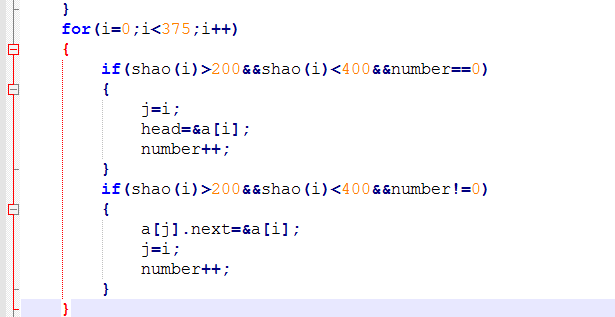 }
for(i=0;i<375;i++)
{
if(shao(i)>200&&shao(i)<400&&number==0)
{
j=i;
head=&a[i];
number++;
}
if(shao(i)>200&&shao(i)<400&&number!=0)
{
a[j].next=&a[i];
j=i;
number++;
}
}